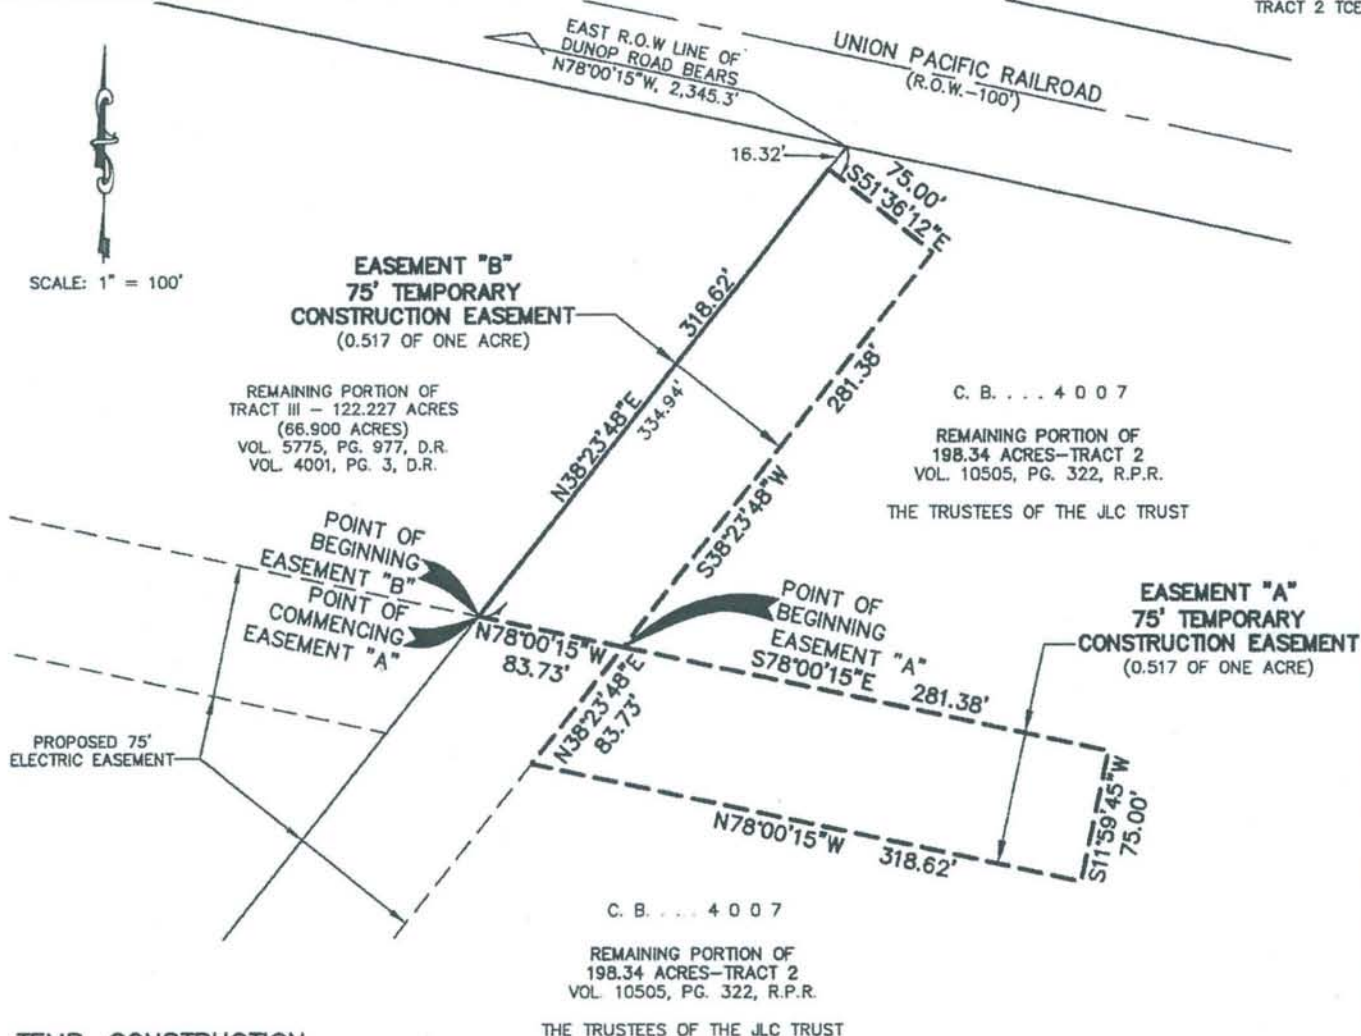 TRACT 2 TCE
EAST R.O.W LINE OF
DUNOP ROAD BEARS
N78°00'15"W, 2,345.3'
UNION PACIFIC RAILROAD
(R.O.W.-100')
16.32'
75.00'
S51°36'12"E
SCALE: 1" = 100'
EASEMENT "B"
75' TEMPORARY
CONSTRUCTION EASEMENT
(0.517 OF ONE ACRE)
318.62'
N38°23'48"E
334.94'
281.38'
S38°23'48"W
REMAINING PORTION OF
TRACT III - 122.227 ACRES
(66.900 ACRES)
VOL. 5775, PG. 977, D.R.
VOL. 4001, PG. 3, D.R.
C. B. . . . 4 0 0 7
REMAINING PORTION OF
198.34 ACRES-TRACT 2
VOL. 10505, PG. 322, R.P.R.
THE TRUSTEES OF THE JLC TRUST
POINT OF
BEGINNING
EASEMENT "B"
POINT OF
COMMENCING
EASEMENT "A"
N78°00'15"W
83.73'
POINT OF
BEGINNING
EASEMENT "A"
S78°00'15"E 281.38'
EASEMENT "A"
75' TEMPORARY
CONSTRUCTION EASEMENT
(0.517 OF ONE ACRE)
N38°23'48"E
83.73'
PROPOSED 75'
ELECTRIC EASEMENT
N78°00'15"W 318.62'
S11°59'45"W
75.00'
C. B. . . . 4 0 0 7
REMAINING PORTION OF
198.34 ACRES-TRACT 2
VOL. 10505, PG. 322, R.P.R.
THE TRUSTEES OF THE JLC TRUST
TEMP. CONSTRUCTION